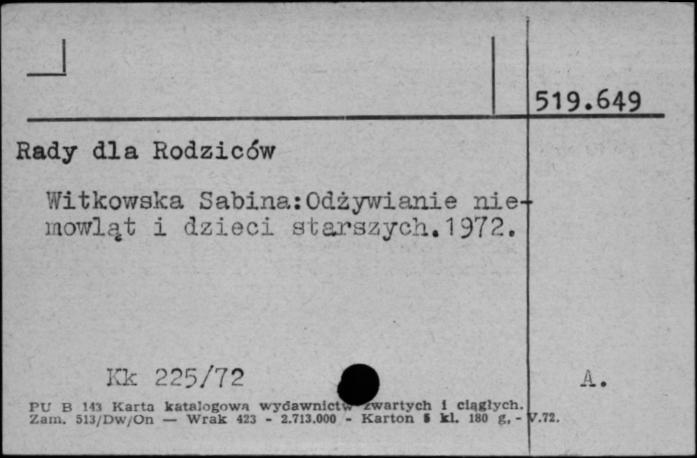 519.649
Rady dla Rodziców
Witkowska Sabina:Odżywianie nie-
mowląt i dzieci starszych.1972.
Kk 225/72 A.
PU B 143 Karta katalogowa wydawnictw zwartych i ciągłych.
Zam. 513/Dw/On — Wrak 423 - 2.713.000 - Karton 5 kl. 180 g, - V.72.